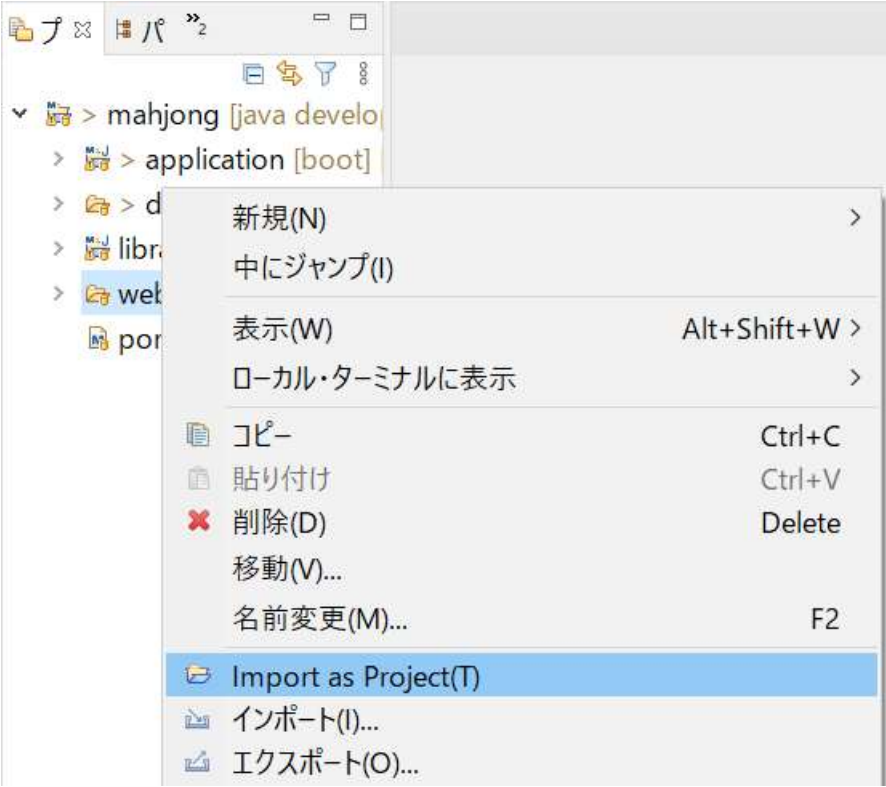 プ パ »2
> mahjong [java develo
> application [boot]
> d
libr
web
por
新規(N)
中にジャンプ(I)
表示(W) Alt+Shift+W
ローカル・ターミナルに表示
コピー Ctrl+C
貼り付け Ctrl+V
削除(D) Delete
移動(V)...
名前変更(M)... F2
Import as Project(T)
インポート(I)...
エクスポート(O)...